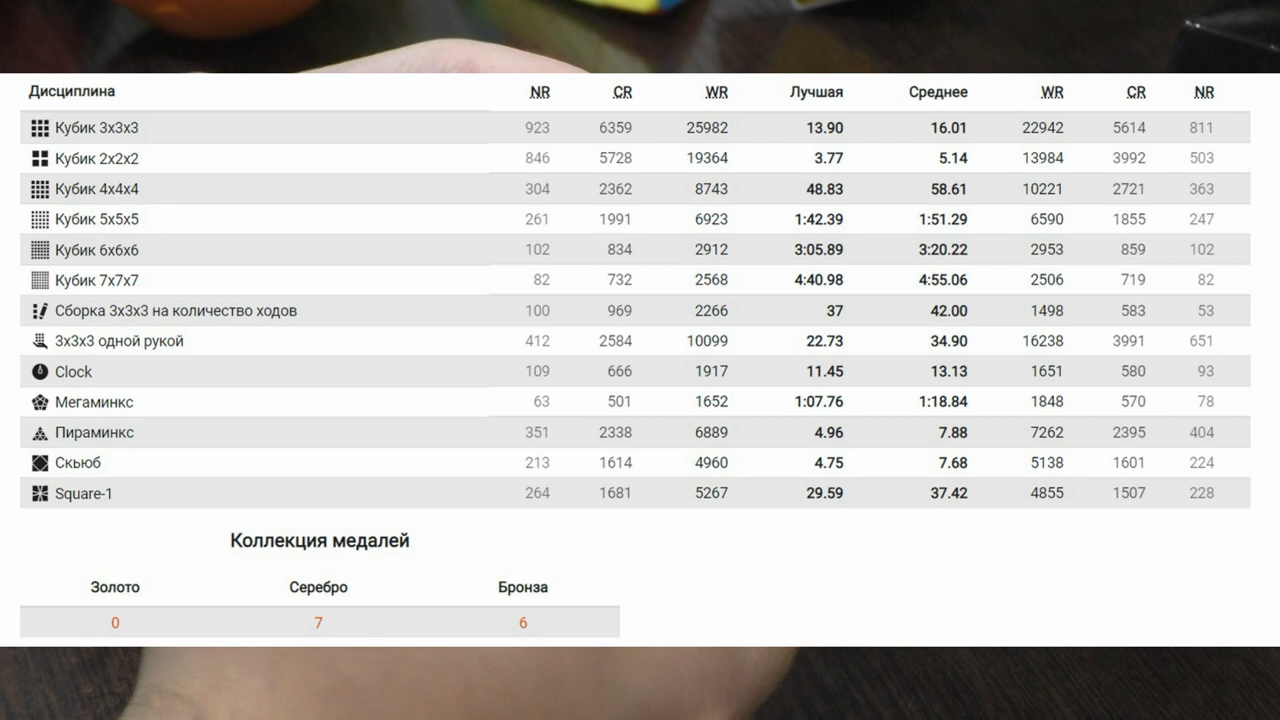 Дисциплина NR CR WR Лучшая Среднее WR CR NR
Кубик 3x3x3 923 6359 25982 13.90 16.01 22942 5614 811
Кубик 2x2x2 846 5728 19364 3.77 5.14 13984 3992 503
Кубик 4x4x4 304 2362 8743 48.83 58.61 10221 2721 363
Кубик 5x5x5 261 1991 6923 1:42.39 1:51.29 6590 1855 247
Кубик 6x6x6 102 834 2912 3:05.89 3:20.22 2953 859 102
Кубик 7x7x7 82 732 2568 4:40.98 4:55.06 2506 719 82
Сборка 3x3x3 на количество ходов 100 969 2266 37 42.00 1498 583 53
3x3x3 одной рукой 412 2584 10099 22.73 34.90 16238 3991 651
Clock 109 666 1917 11.45 13.13 1651 580 93
Мегаминкс 63 501 1652 1:07.76 1:18.84 1848 570 78
Пираминкс 351 2338 6889 4.96 7.88 7262 2395 404
Скьюб 213 1614 4960 4.75 7.68 5138 1601 224
Square-1 264 1681 5267 29.59 37.42 4855 1507 228
Коллекция медалей
Золото Серебро Бронза
0 7 6